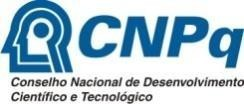 CNPq
Conselho Nacional de Desenvolvimento
Científico e Tecnológico